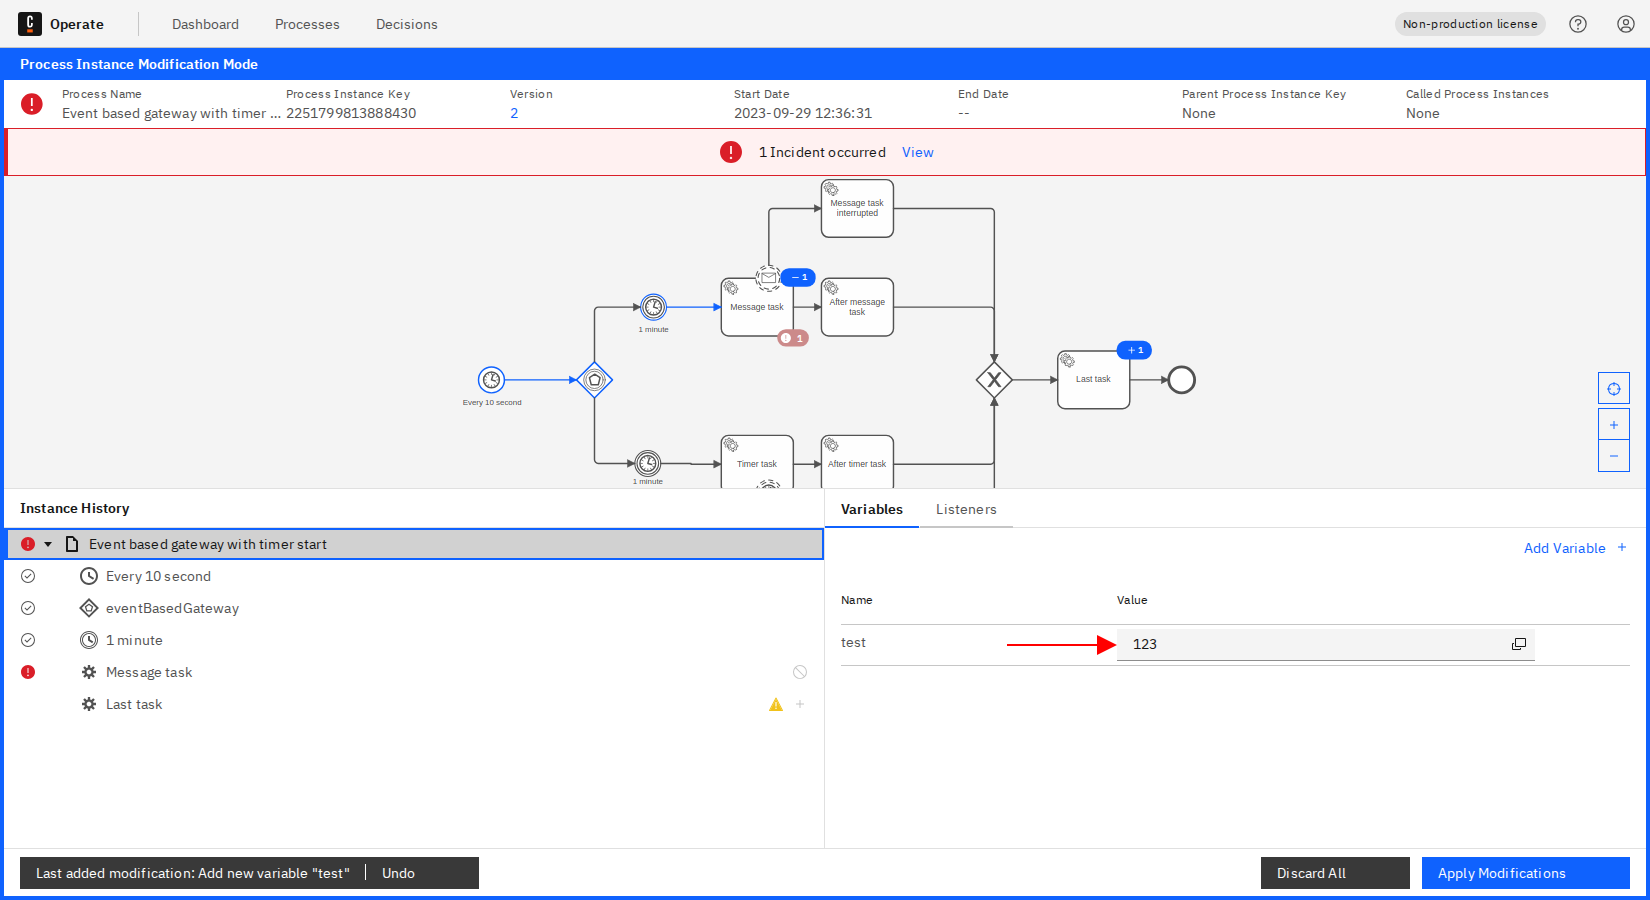 Operate
Dashboard
Processes
Decisions
Non-production license
Process Instance Modification Mode
Process Name
Process Instance Key
Version
Start Date
End Date
Parent Process Instance Key
Called Process Instances
Event based gateway with timer ...
2251799813888430
2
2023-09-29 12:36:31
--
None
None
1 Incident occurred
View
Message task
interrupted
− 1
Message task
After message
task
1 minute
1
+ 1
Last task
Every 10 second
Timer task
After timer task
1 minute
Instance History
Event based gateway with timer start
Every 10 second
eventBasedGateway
1 minute
Message task
Last task
Variables
Listeners
Add Variable +
Name
Value
test
123
Last added modification: Add new variable "test"
Undo
Discard All
Apply Modifications